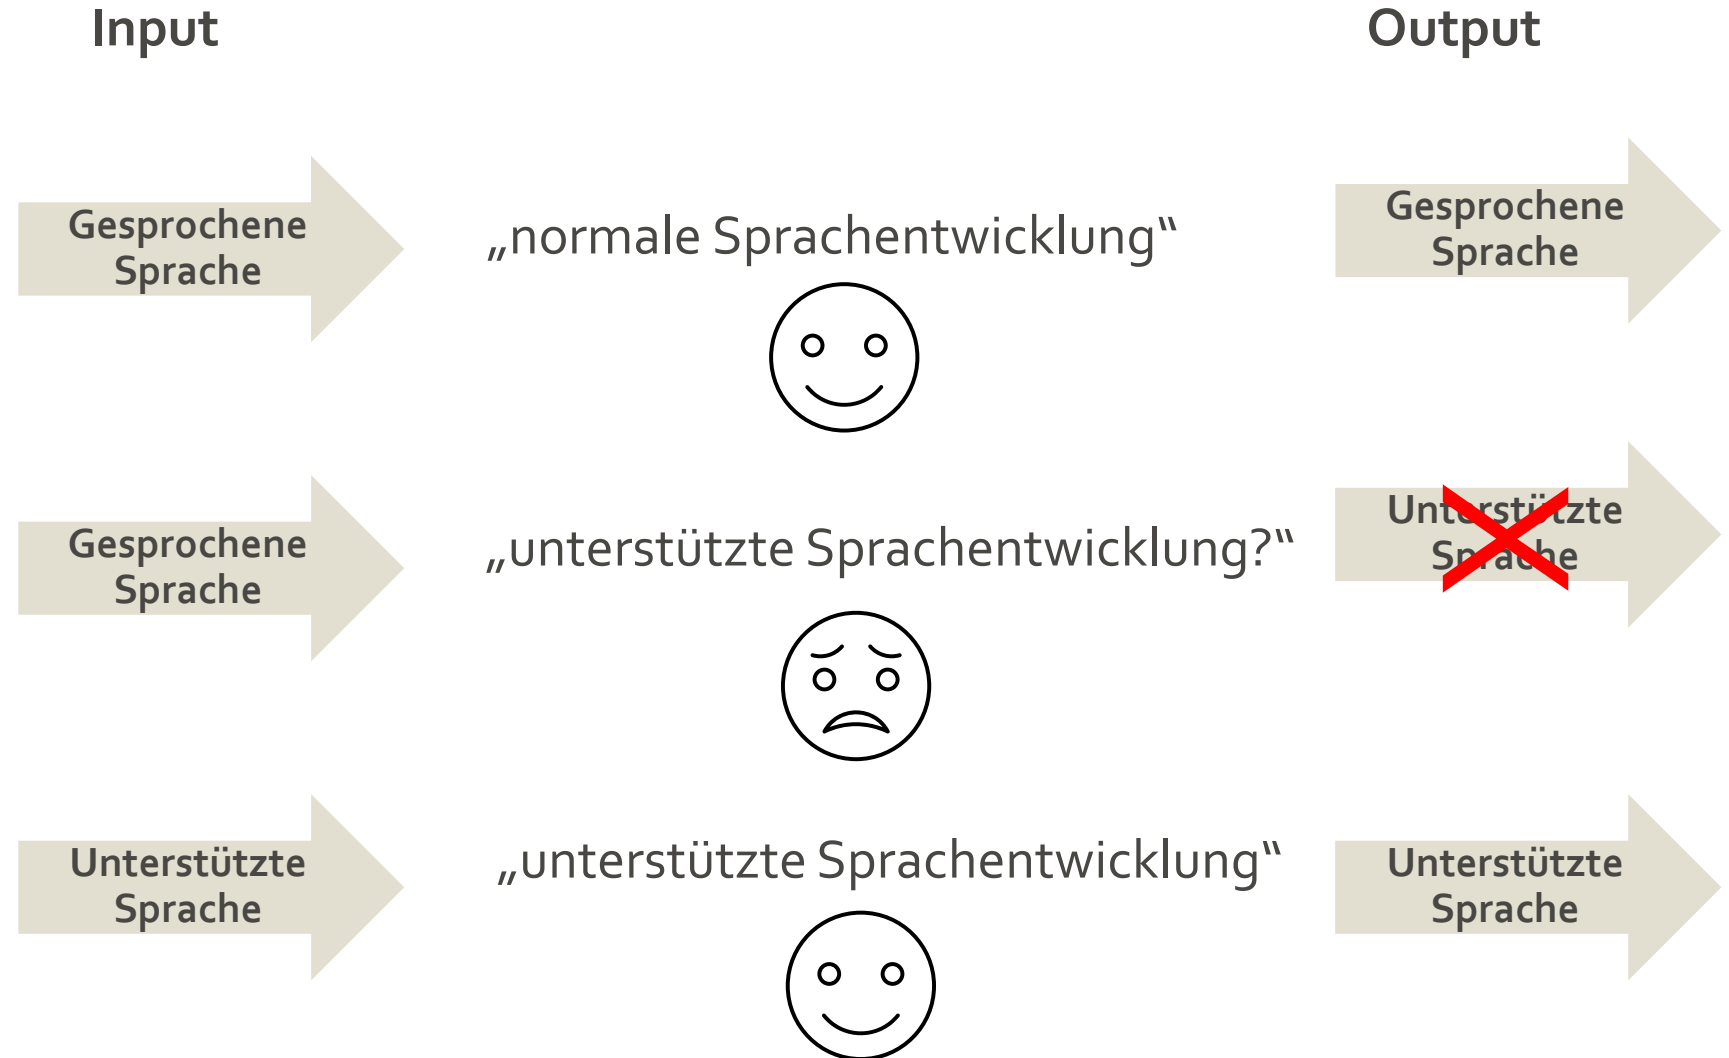 Input
Output
Gesprochene
Sprache
„normale Sprachentwicklung“
Gesprochene
Sprache
Gesprochene
Sprache
„unterstützte Sprachentwicklung?“
Unterstützte
Sprache
Unterstützte
Sprache
„unterstützte Sprachentwicklung“
Unterstützte
Sprache